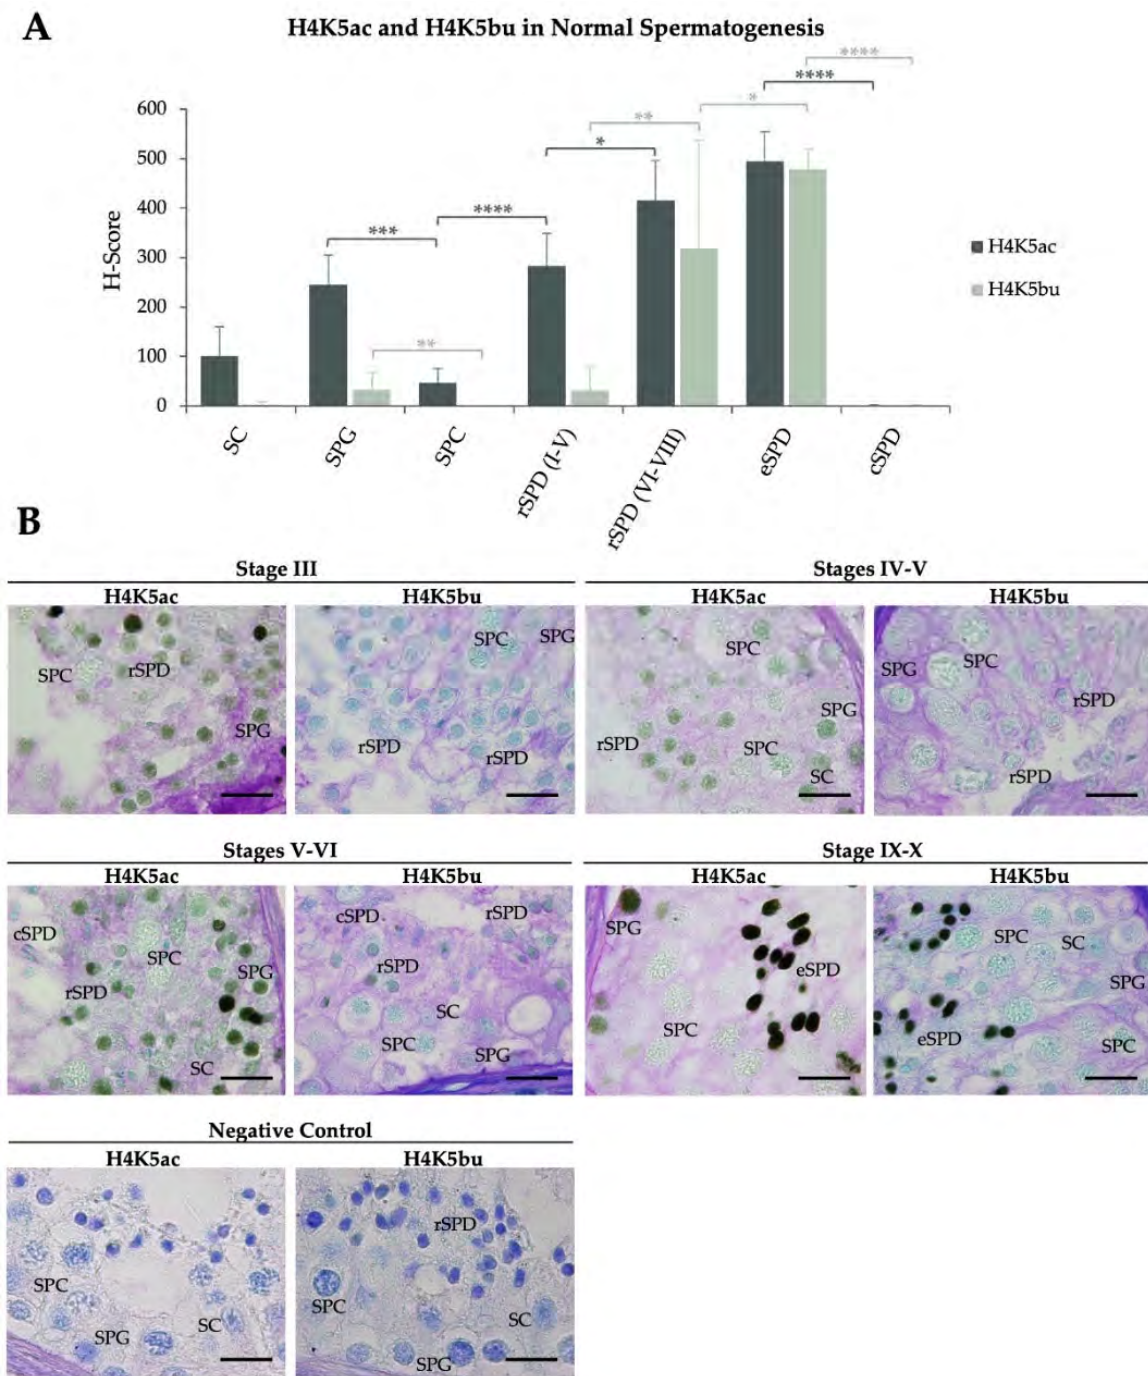 A
H4K5ac and H4K5bu in Normal Spermatogenesis
****
****
*
**
*
****
***
**
600
500
400
300
200
100
0
H-Score
H4K5ac
H4K5bu
SC
SPG
SPC
rSPD (I-V)
rSPD (VI-VIII)
eSPD
cSPD
B
Stage III
H4K5ac
H4K5bu
SPC
rSPD
SPG
SPC
SPG
rSPD
rSPD
Stages IV-V
H4K5ac
H4K5bu
SPC
SPG
rSPD
SPC
SC
SPG
SPC
rSPD
rSPD
Stages V-VI
H4K5ac
H4K5bu
cSPD
SPC
SPG
rSPD
SC
cSPD
rSPD
rSPD
SC
SPC
SPG
Stage IX-X
H4K5ac
H4K5bu
SPG
eSPD
SPC
SPC
SC
SPG
eSPD
SPC
Negative Control
H4K5ac
H4K5bu
SPC
SC
SPG
rSPD
SPC
SC
SPG